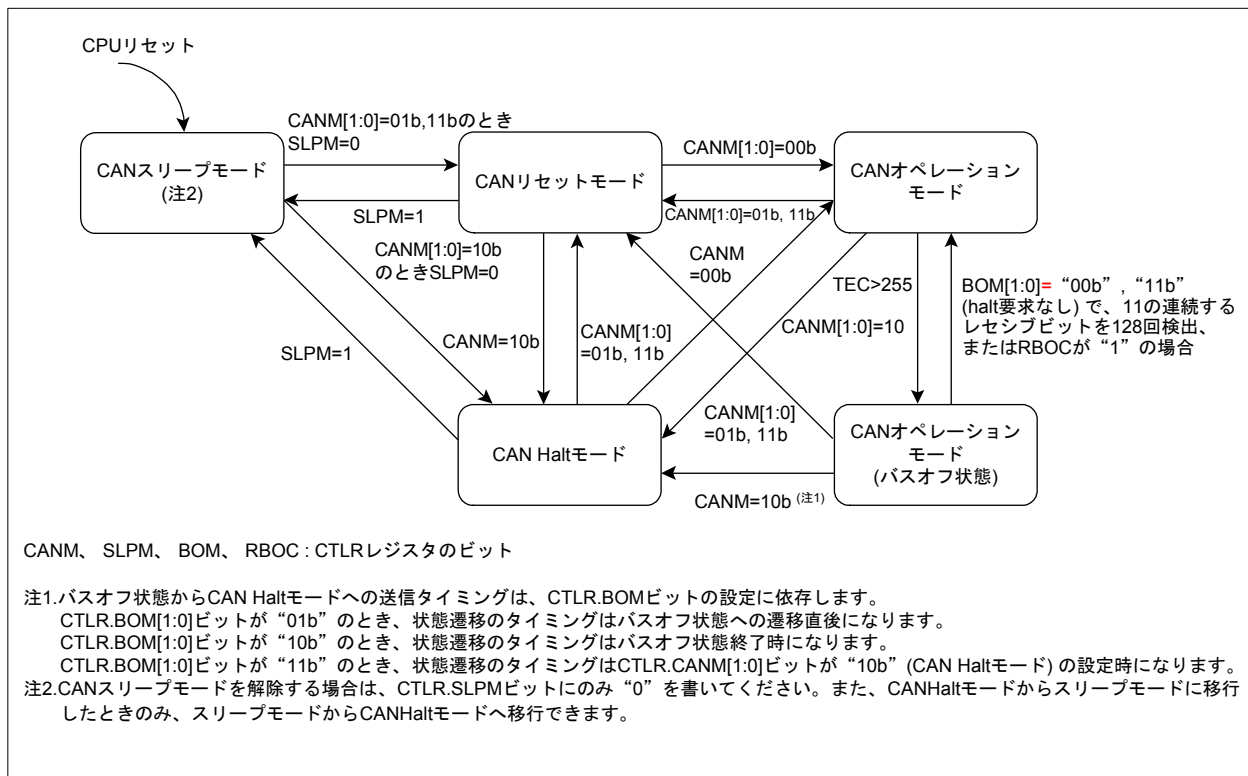 CPUリセット
CANM[1:0]=01b,11bのとき
SLPM=0
CANスリープモード
(注2)
CANリセットモード
CANM[1:0]=00b
CANオペレーション
モード
SLPM=1
CANM[1:0]=01b, 11b
CANM[1:0]=10b
のときSLPM=0
CANM
=00b
TEC>255
BOM[1:0]= “00b” , “11b”
(halt要求なし) で、11の連続する
レセシブビットを128回検出、
またはRBOCが “1” の場合
SLPM=1
CANM=10b
CANM[1:0]
=01b, 11b
CANM[1:0]=10
CAN Haltモード
CANM[1:0]
=01b, 11b
CANオペレーション
モード
(バスオフ状態)
CANM=10b (注1)
CANM、 SLPM、 BOM、 RBOC : CTLRレジスタのビット
注1.バスオフ状態からCAN Haltモードへの送信タイミングは、CTLR.BOMビットの設定に依存します。
CTLR.BOM[1:0]ビットが “01b” のとき、状態遷移のタイミングはバスオフ状態への遷移直後になります。
CTLR.BOM[1:0]ビットが “10b” のとき、状態遷移のタイミングはバスオフ状態終了時になります。
CTLR.BOM[1:0]ビットが “11b” のとき、状態遷移のタイミングはCTLR.CANM[1:0]ビットが “10b” (CAN Haltモード) の設定時になります。
注2.CANスリープモードを解除する場合は、CTLR.SLPMビットにのみ “0” を書いてください。また、CANHaltモードからスリープモードに移行
したときのみ、スリープモードからCANHaltモードへ移行できます。